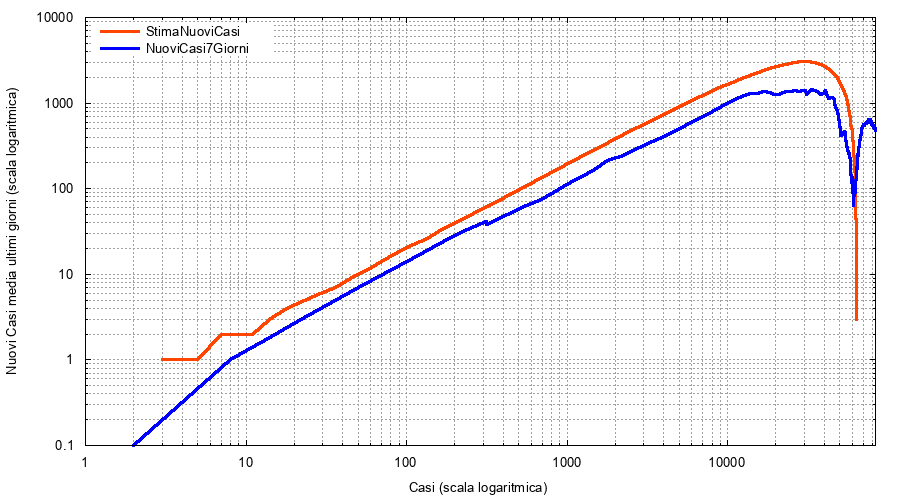 10000
1000
100
10
1
0.1
StimaNuoviCasi
NuoviCasi7Giorni
Nuovi Casi media ultimi giorni (scala logaritmica)
1
10
100
1000
10000
Casi (scala logaritmica)